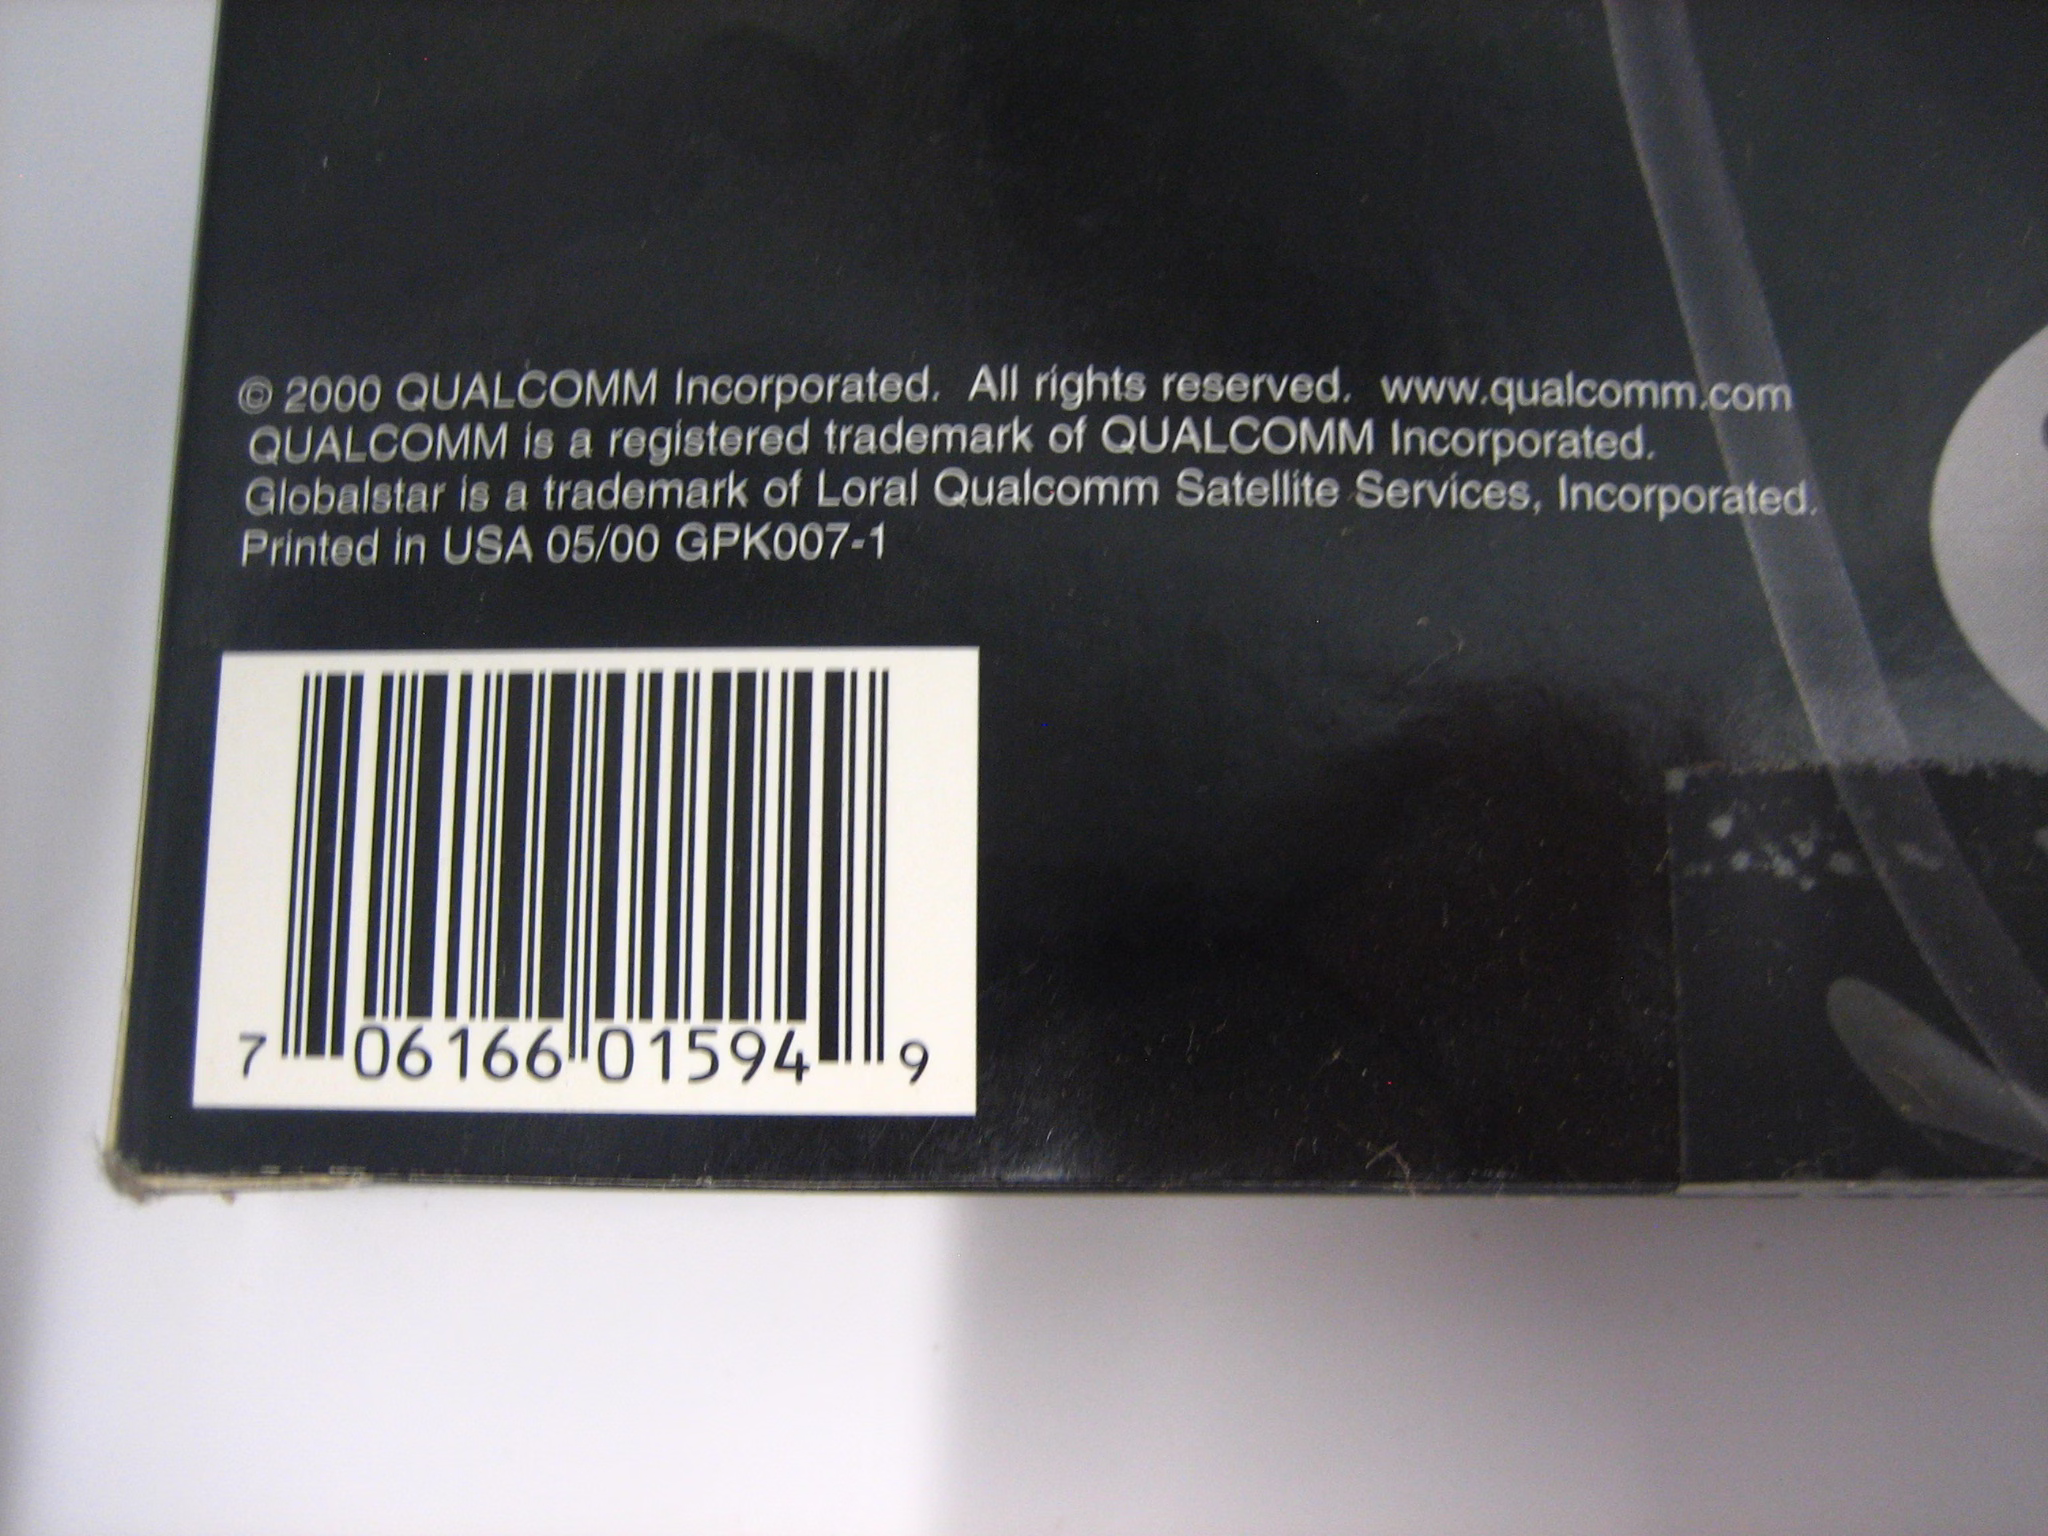 © 2000 QUALCOMM Incorporated. All rights reserved. www.qualcomm.com
QUALCOMM is a registered trademark of QUALCOMM Incorporated.
Globalstar is a trademark of Loral Qualcomm Satellite Services, Incorporated.
Printed in USA 05/00 GPK007-1
7 06166 01594 9